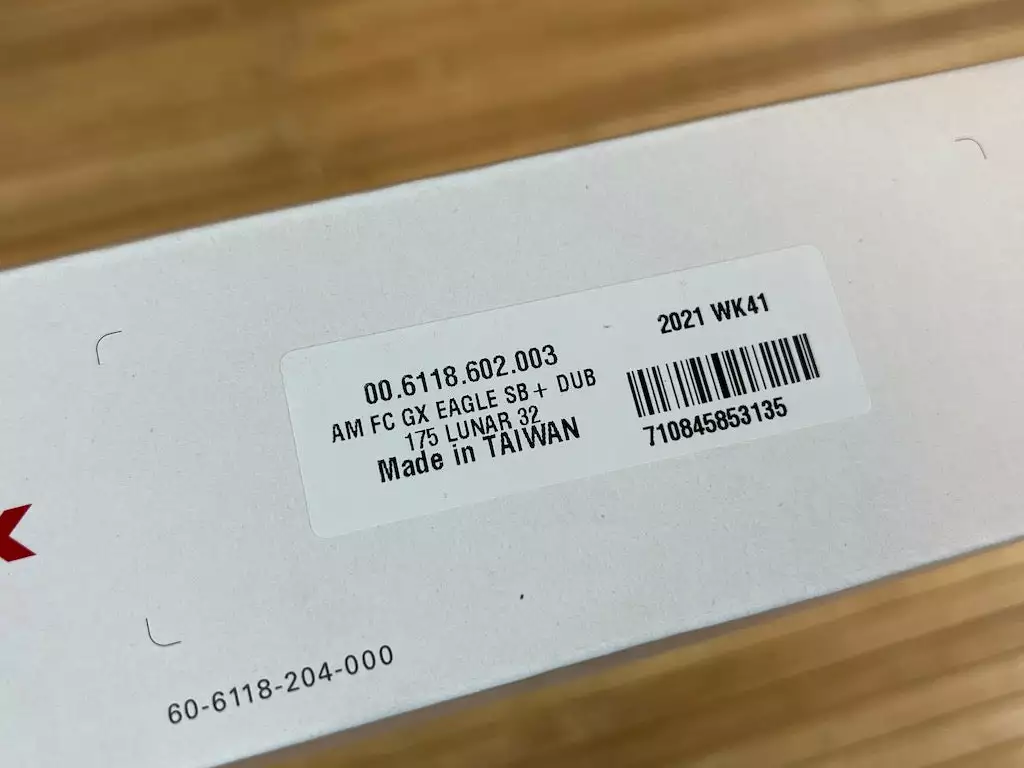 00.6118.602.003
AM FC GX EAGLE SB+ DUB
175 LUNAR 32
Made in TAIWAN
2021 WK41
710845853135
60-6118-204-000